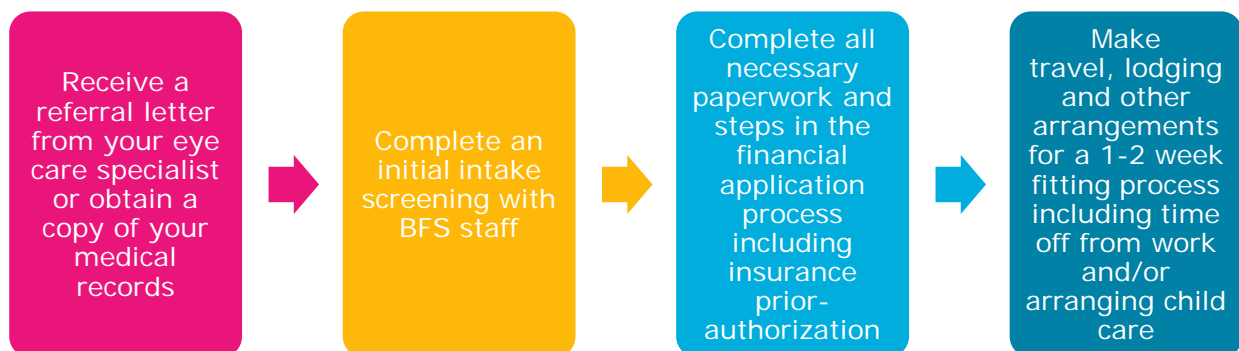 Receive a
referral letter
from your eye
care specialist
or obtain a
copy of your
medical
records
Complete an
initial intake
screening with
BFS staff
Complete all
necessary
paperwork and
steps in the
financial
application
process
including
insurance
prior-
authorization
Make
travel, lodging
and other
arrangements
for a 1-2 week
fitting process
including time
off from work
and/or
arranging child
care